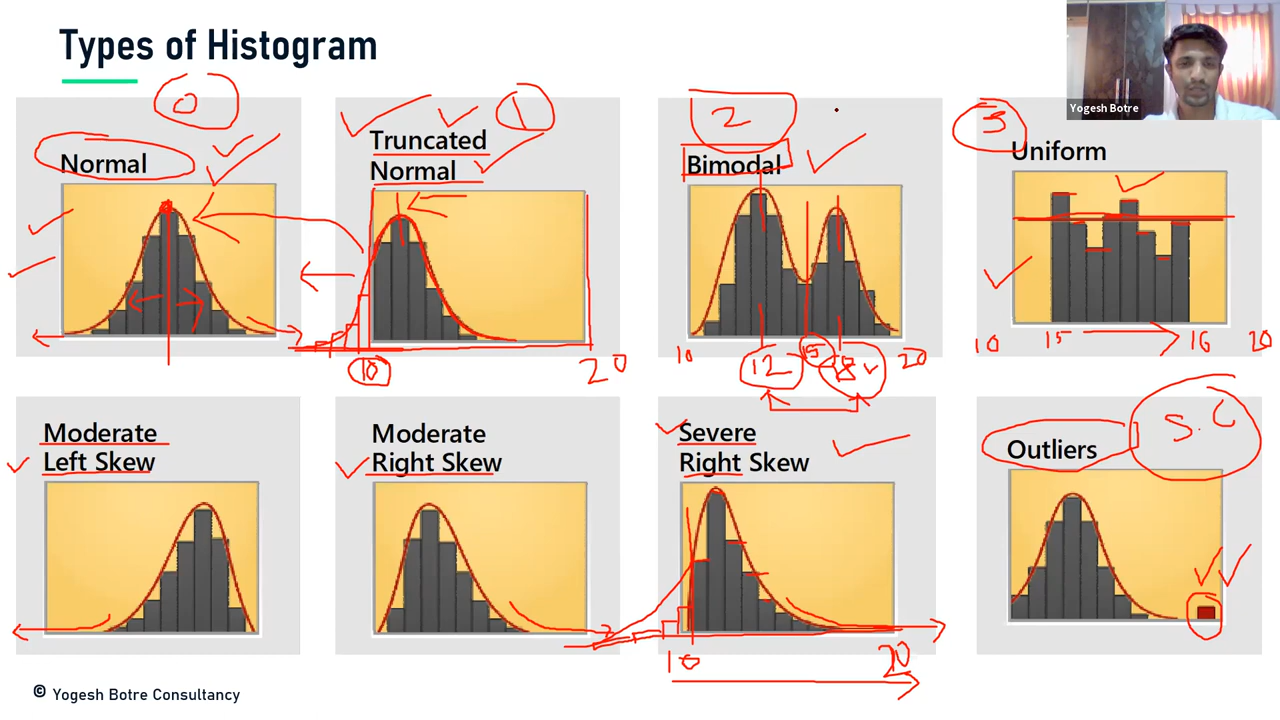 Types of Histogram
Yogesh Botre
0
Normal
1
Truncated
Normal
10
20
2
Bimodal
10
12
15
18
20
3
Uniform
10
15
16
20
Moderate
Left Skew
Moderate
Right Skew
Severe
Right Skew
10
20
S.C
Outliers
© Yogesh Botre Consultancy